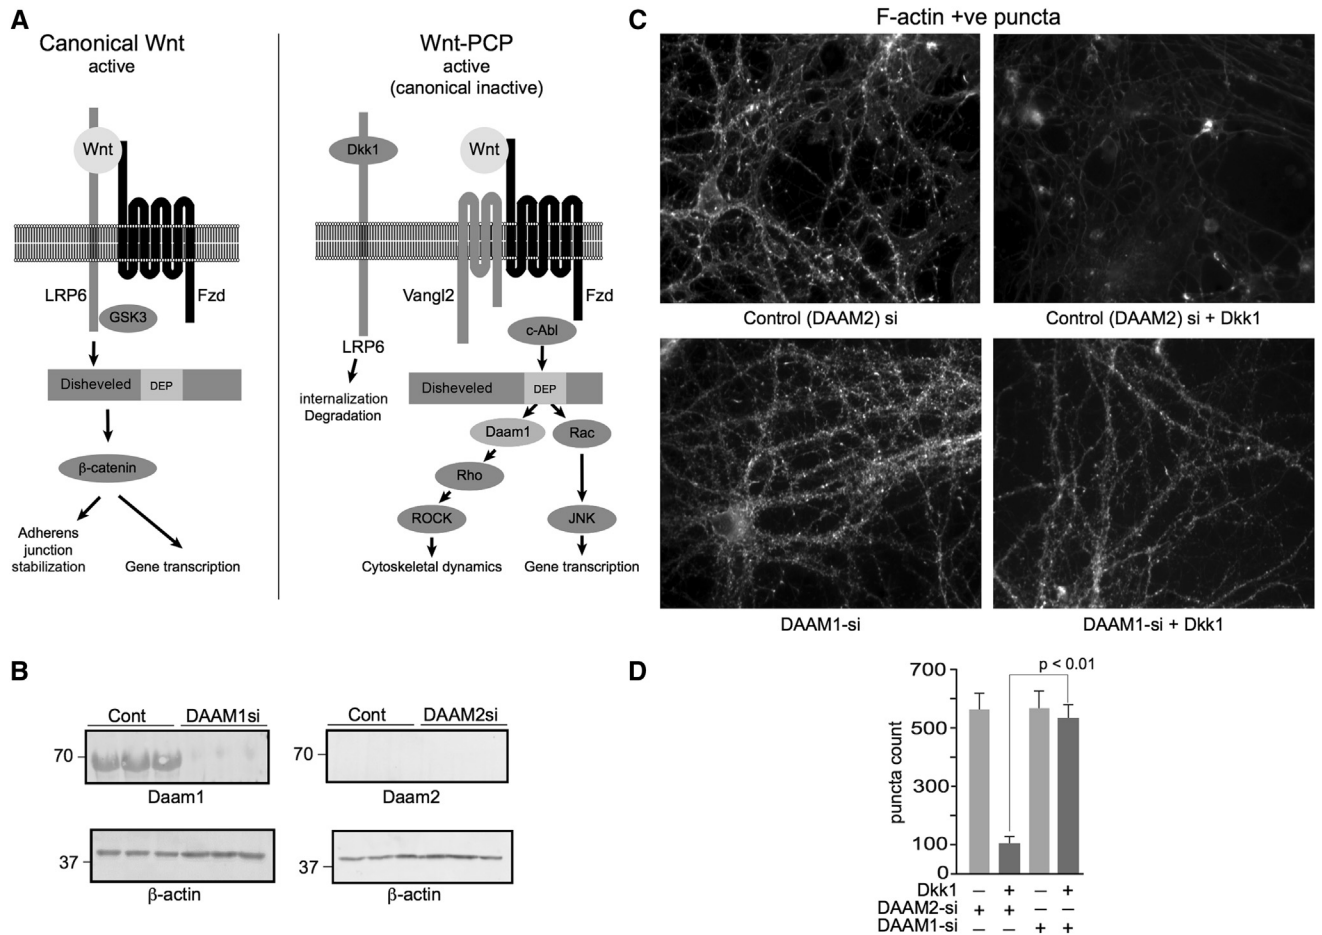 A
Canonical Wnt
active
Wnt
LRP6
Fzd
GSK3
Disheveled
DEP
β-catenin
Adherens
junction
stabilization
Gene transcription
Wnt-PCP
active
(canonical inactive)
Dkk1
Wnt
Vangl2
Fzd
c-Abl
LRP6
internalization
Degradation
Disheveled
DEP
Daam1
Rac
Rho
ROCK
JNK
Cytoskeletal dynamics
Gene transcription
B
Cont
DAAM1si
70
Daam1
37
β-actin
Cont
DAAM2si
70
Daam2
37
β-actin
C
F-actin +ve puncta
Control (DAAM2) si
Control (DAAM2) si + Dkk1
DAAM1-si
DAAM1-si + Dkk1
D
p < 0.01
puncta count
700
500
300
100
0
Dkk1 – + – +
DAAM2-si + + – –
DAAM1-si – – + +